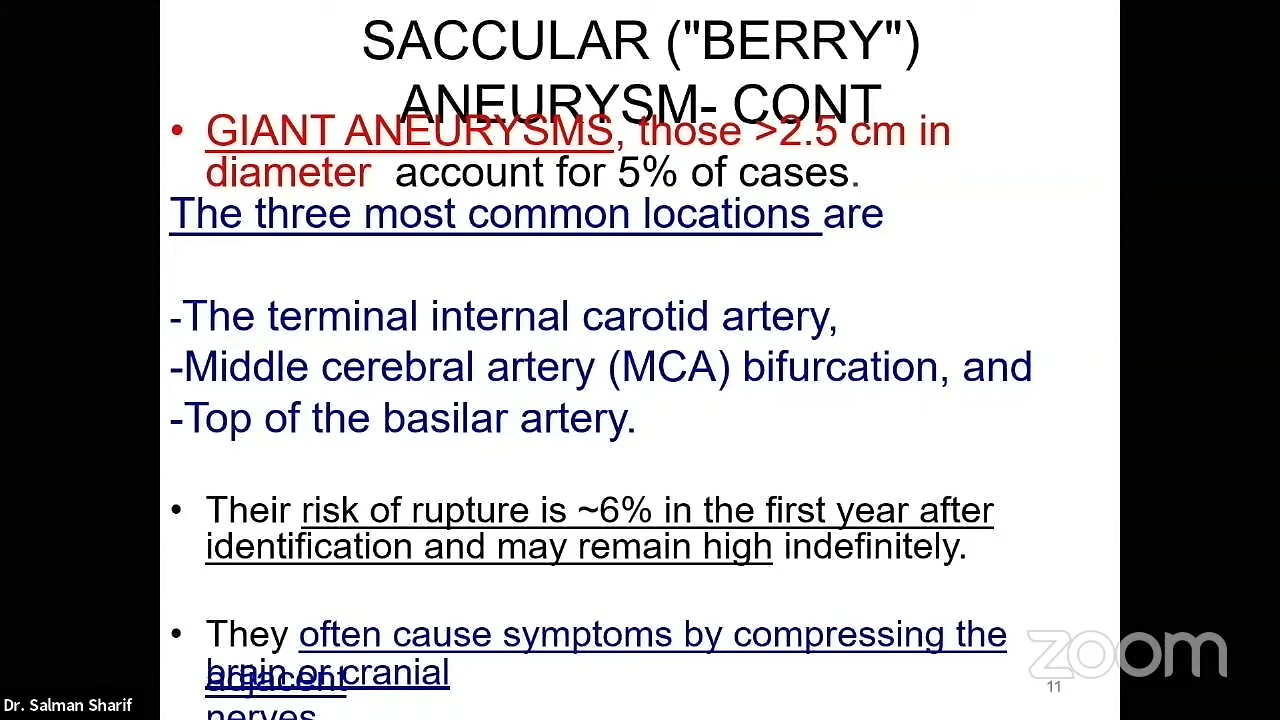 SACCULAR ("BERRY")
ANEURYSM- CONT
• GIANT ANEURYSMS, those >2.5 cm in
diameter account for 5% of cases.
The three most common locations are
-The terminal internal carotid artery,
-Middle cerebral artery (MCA) bifurcation, and
-Top of the basilar artery.
• Their risk of rupture is ~6% in the first year after
identification and may remain high indefinitely.
• They often cause symptoms by compressing the
adjacent
brain or cranial
nerves
zoom
11
Dr. Salman Sharif